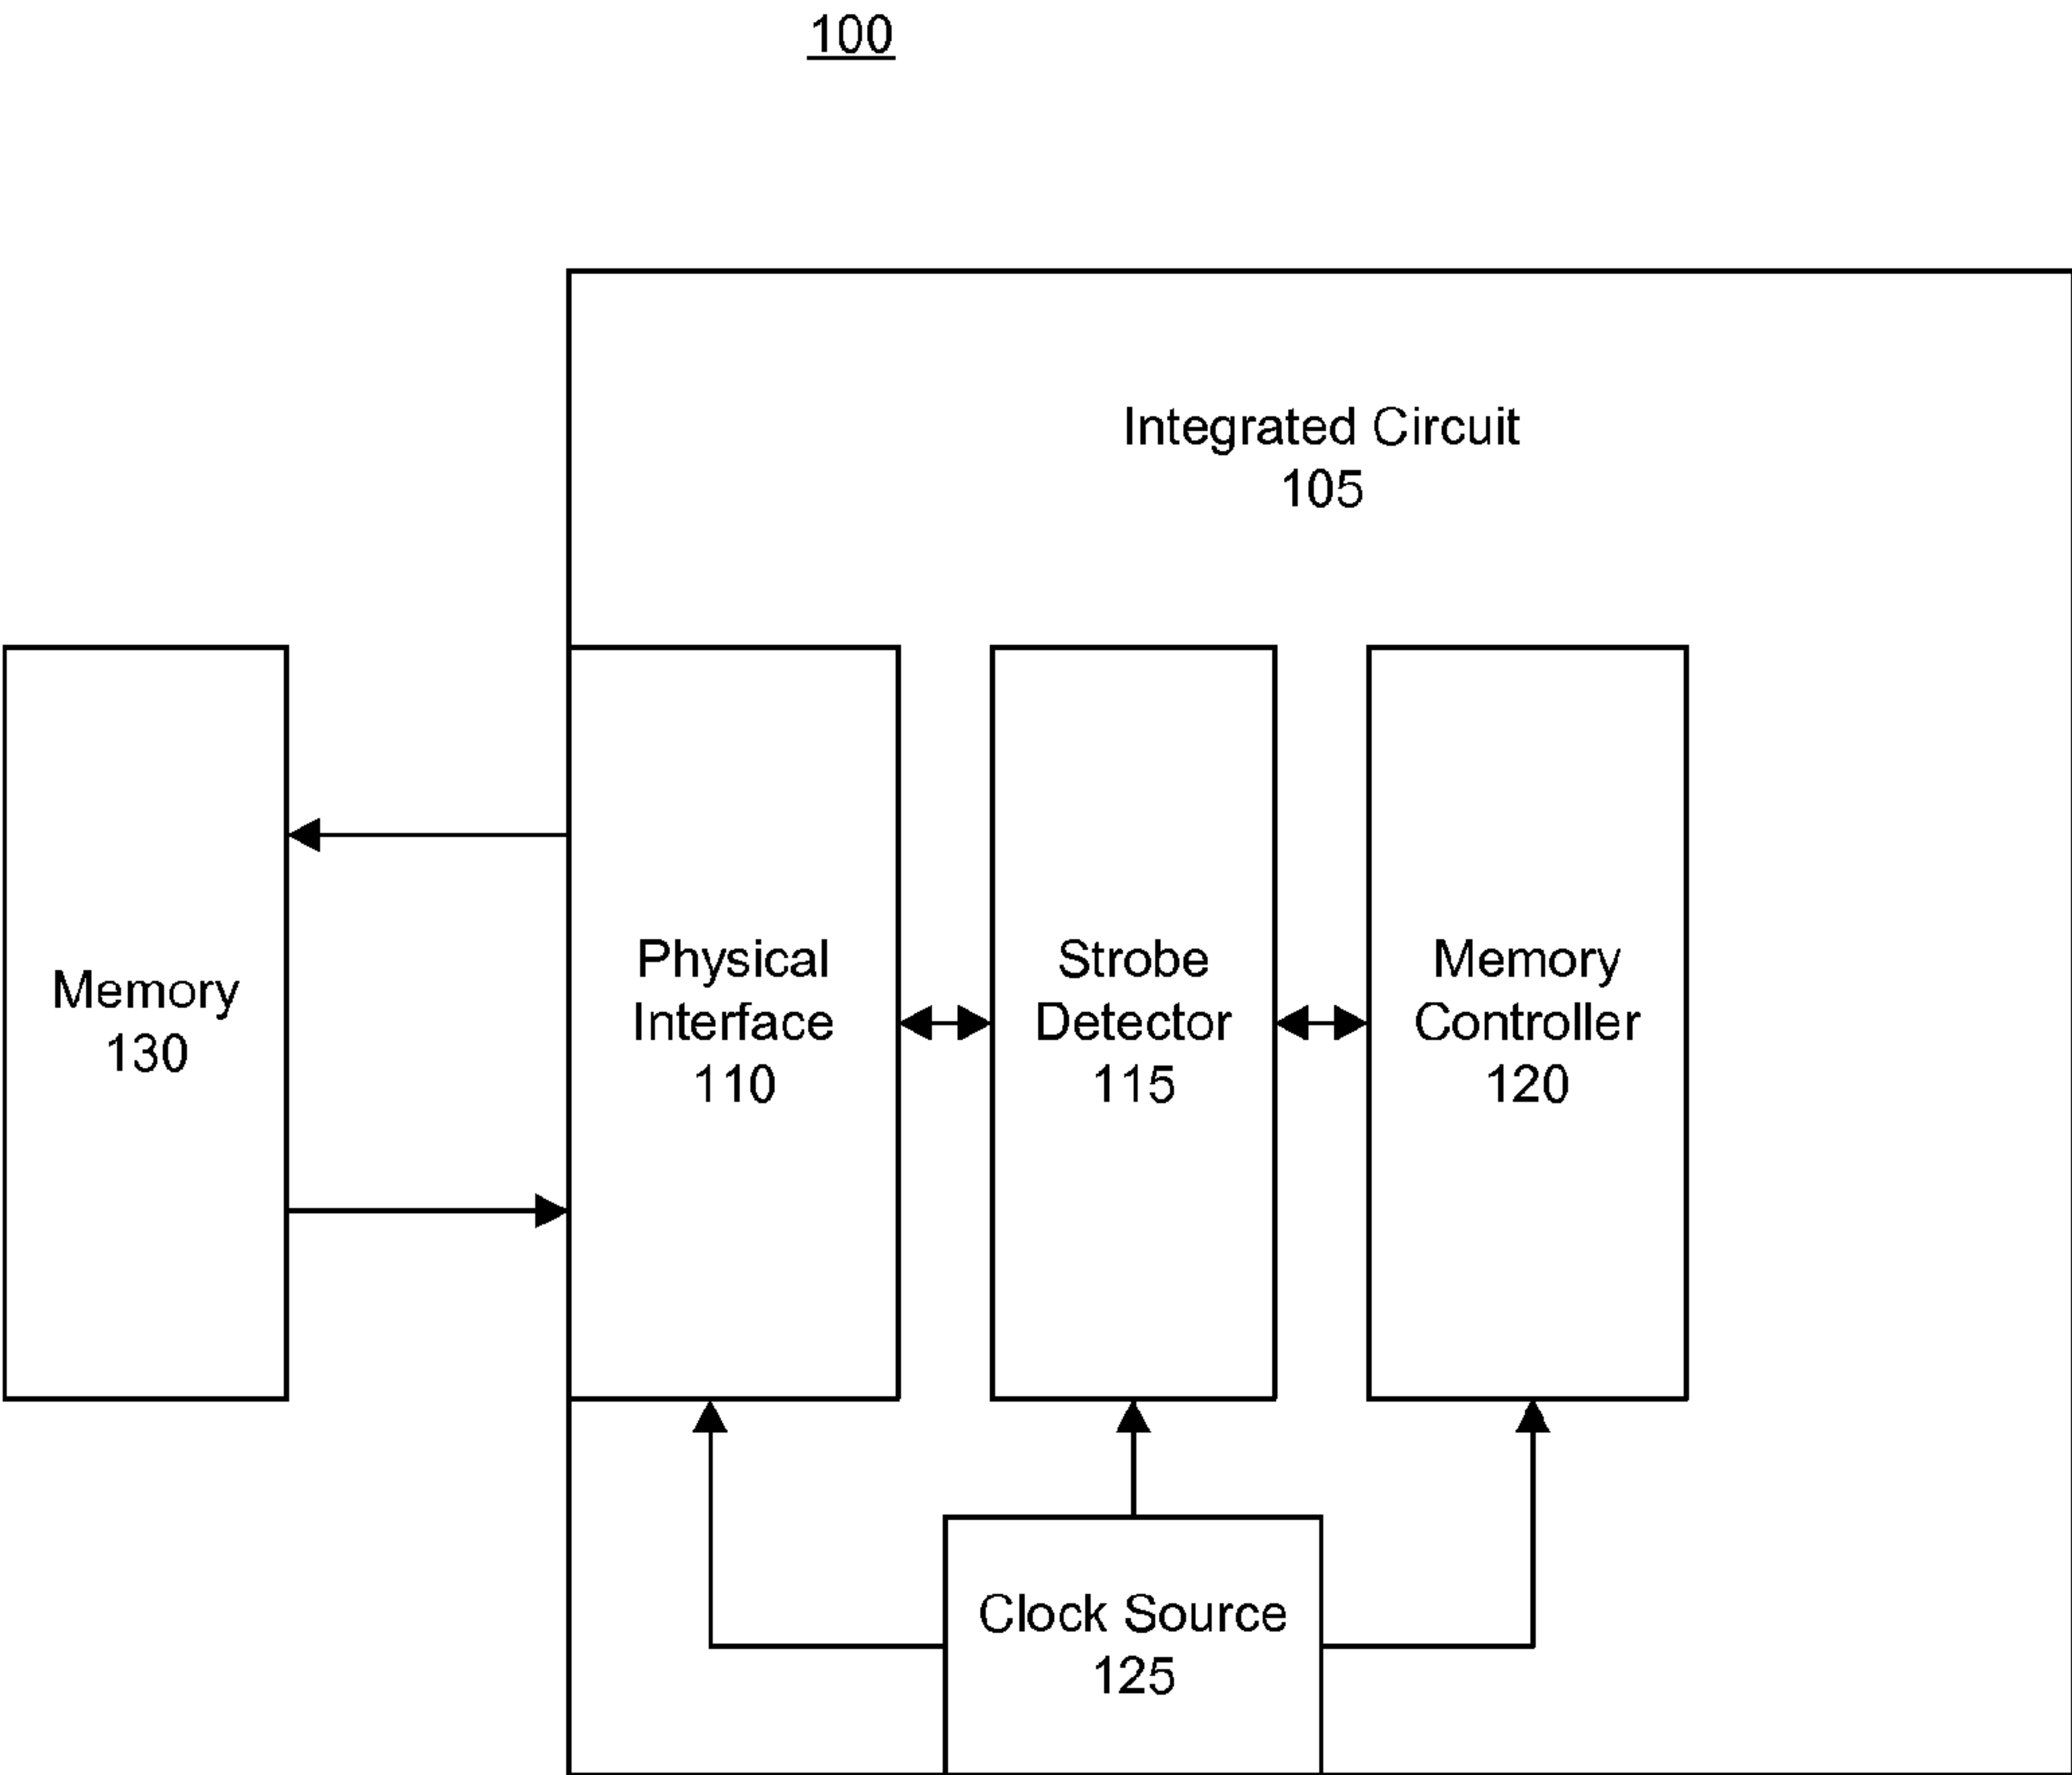 100
Integrated Circuit
105
Memory
130
Physical
Interface
110
Strobe
Detector
115
Memory
Controller
120
Clock Source
125